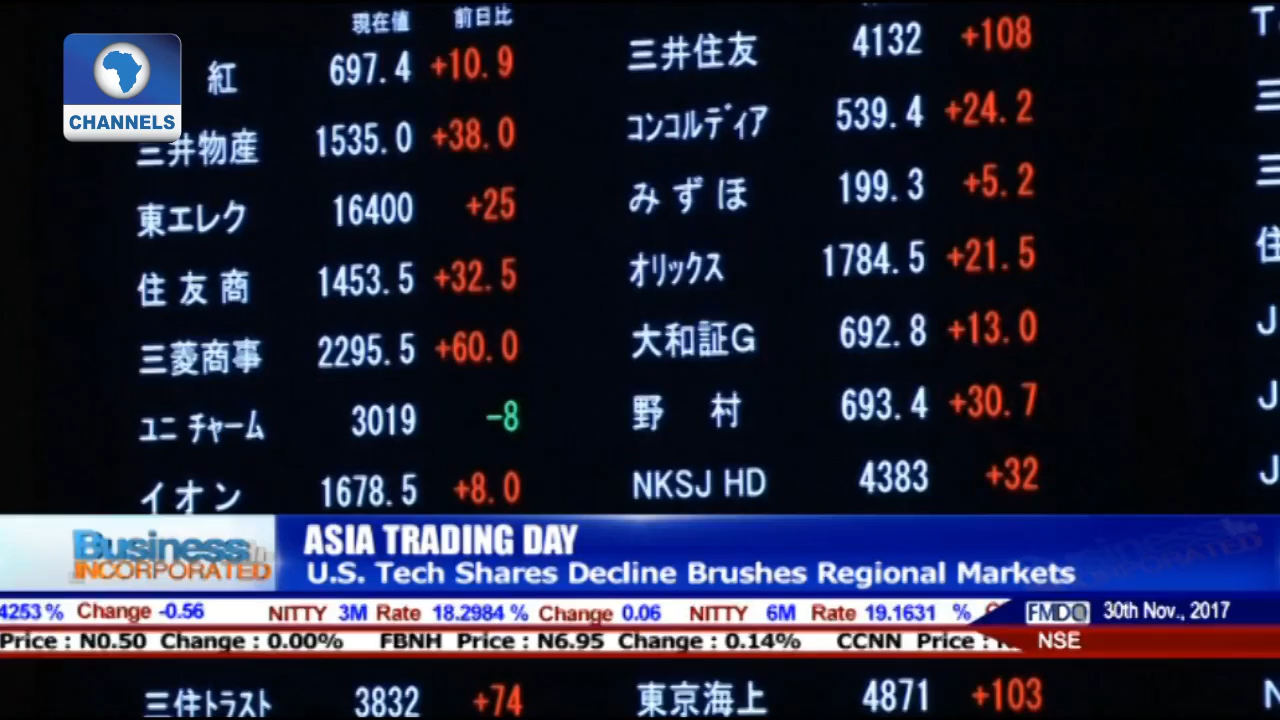 現在値 前日比
CHANNELS
紅 697.4 +10.9 三井住友 4132 +108
三井物産 1535.0 +38.0 コンコルディア 539.4 +24.2
東エレク 16400 +25 みずほ 199.3 +5.2
住友商 1453.5 +32.5 オリックス 1784.5 +21.5
三菱商事 2295.5 +60.0 大和証G 692.8 +13.0
ユニチャーム 3019 -8 野村 693.4 +30.7
イオン 1678.5 +8.0 NKSJ HD 4383 +32
Business INCORPORATED
ASIA TRADING DAY
U.S. Tech Shares Decline Brushes Regional Markets
4253 % Change -0.56 NITTY 3M Rate 18.2984 % Change 0.06 NITTY 6M Rate 19.1631 % FMDQ 30th Nov., 2017
Price : N0.50 Change : 0.00% FBNH Price : N6.95 Change : 0.14% CCNN Price : NSE
三住トラスト 3832 +74 東京海上 4871 +103